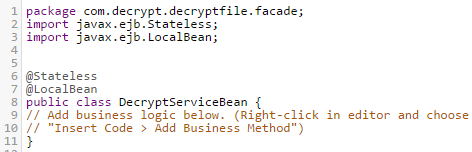 1 package com.decrypt.decryptfile.facade;
2 import javax.ejb.Stateless;
3 import javax.ejb.LocalBean;
4
5
6 @Stateless
7 @LocalBean
8 public class DecryptServiceBean {
9 // Add business logic below. (Right-click in editor and choose
10 // "Insert Code > Add Business Method")
11 }